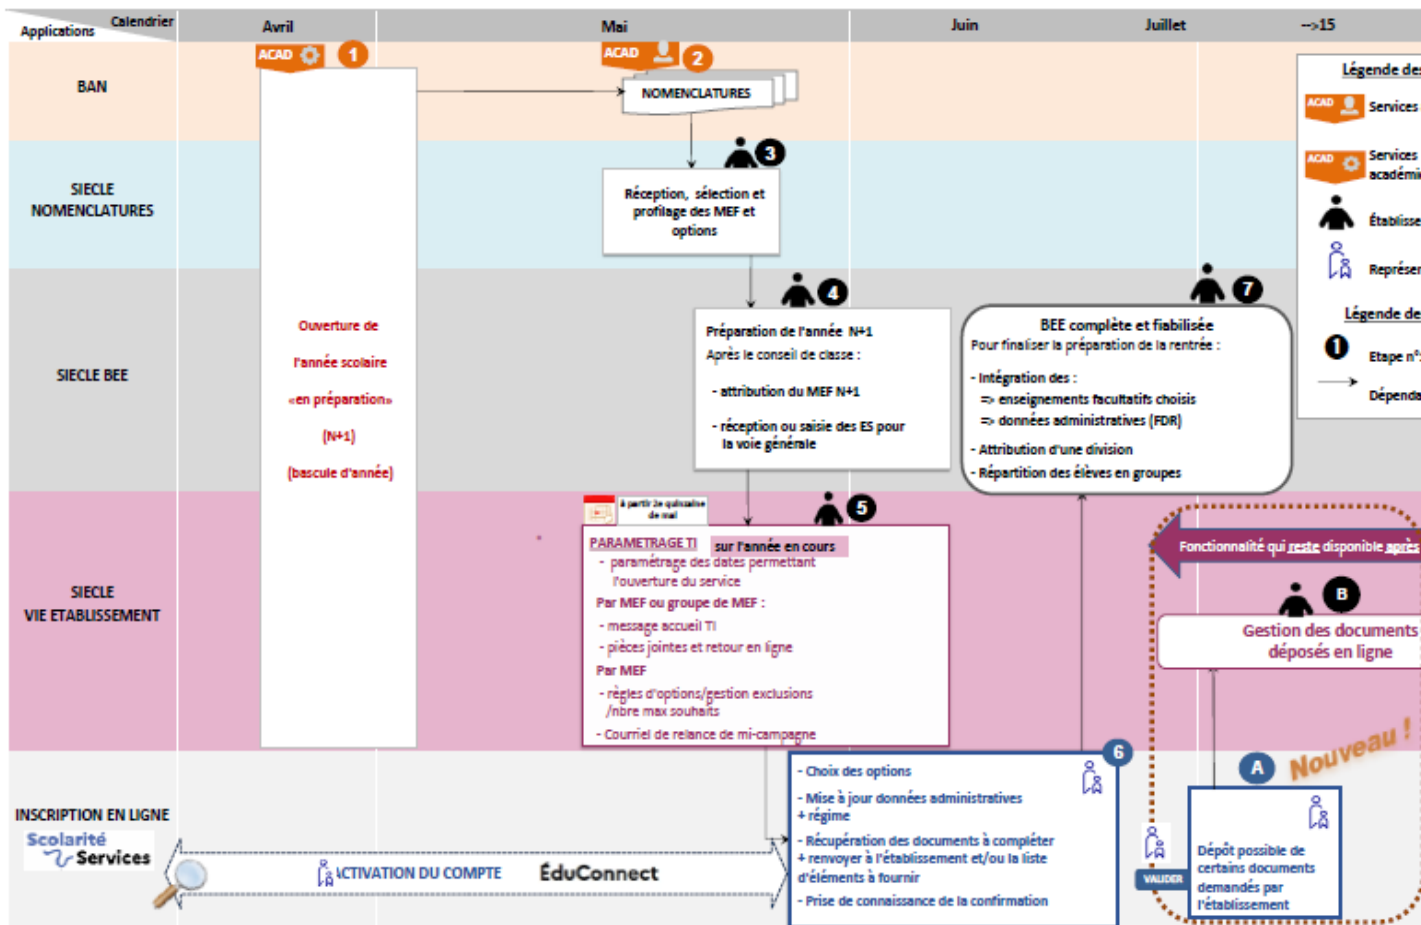 Calendrier
Applications
Avril
Mai
Juin
Juillet
-->15
BAN
ACAD
1
ACAD
2
NOMENCLATURES
SIECLE
NOMENCLATURES
3
Réception, sélection et
profilage des MEF et
options
SIECLE BEE
Ouverture de
l'année scolaire
«en préparation»
(N+1)
(bascule d'année)
4
Préparation de l'année N+1
Après le conseil de classe :
- attribution du MEF N+1
- réception ou saisie des ES pour
la voie générale
7
BEE complète et fiabilisée
Pour finaliser la préparation de la rentrée :
- Intégration des :
=> enseignements facultatifs choisis
=> données administratives (FDR)
- Attribution d'une division
- Répartition des élèves en groupes
Légende des
ACAD
Services
ACAD
Services
académi
Établisse
Représen
Légende de
1
Etape n°
Dépenda
SIECLE
VIE ETABLISSEMENT
à partir 2e quinzaine
de mai
5
PARAMETRAGE TI sur l'année en cours
- paramétrage des dates permettant
l'ouverture du service
Par MEF ou groupe de MEF :
- message accueil TI
- pièces jointes et retour en ligne
Par MEF
- règles d'options/gestion exclusions
/nbre max souhaits
- Courriel de relance de mi-campagne
Fonctionnalité qui reste disponible après
B
Gestion des documents
déposés en ligne
INSCRIPTION EN LIGNE
Scolarité
Services
ACTIVATION DU COMPTE
ÉduConnect
6
- Choix des options
- Mise à jour données administratives
+ régime
- Récupération des documents à compléter
+ renvoyer à l'établissement et/ou la liste
d'éléments à fournir
- Prise de connaissance de la confirmation
A
Nouveau !
VALIDER
Dépôt possible de
certains documents
demandés par
l'établissement